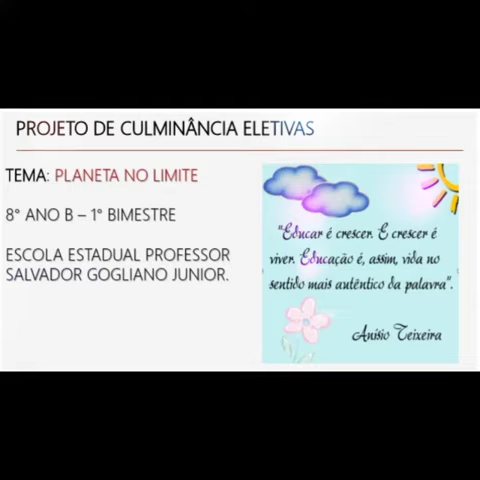 PROJETO DE CULMINÂNCIA ELETIVAS
TEMA: PLANETA NO LIMITE
8° ANO B – 1° BIMESTRE
ESCOLA ESTADUAL PROFESSOR
SALVADOR GOGLIANO JUNIOR.
"Educar é crescer. E crescer é
viver. Educação é, assim, vida no
sentido mais autêntico da palavra".
Anísio Teixeira